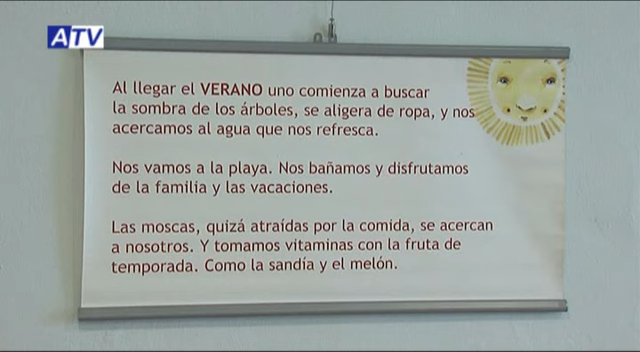 ATV
Al llegar el VERANO uno comienza a buscar
la sombra de los árboles, se aligera de ropa, y nos
acercamos al agua que nos refresca.
Nos vamos a la playa. Nos bañamos y disfrutamos
de la familia y las vacaciones.
Las moscas, quizá atraídas por la comida, se acercan
a nosotros. Y tomamos vitaminas con la fruta de
temporada. Como la sandía y el melón.